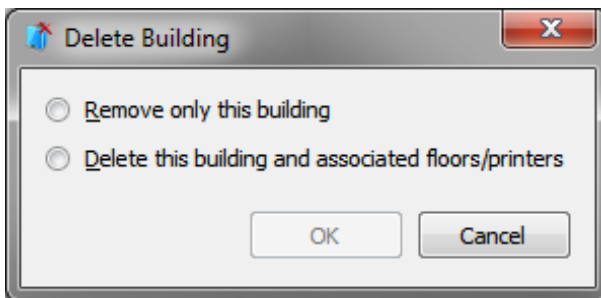 Delete Building
Remove only this building
Delete this building and associated floors/printers
OK Cancel